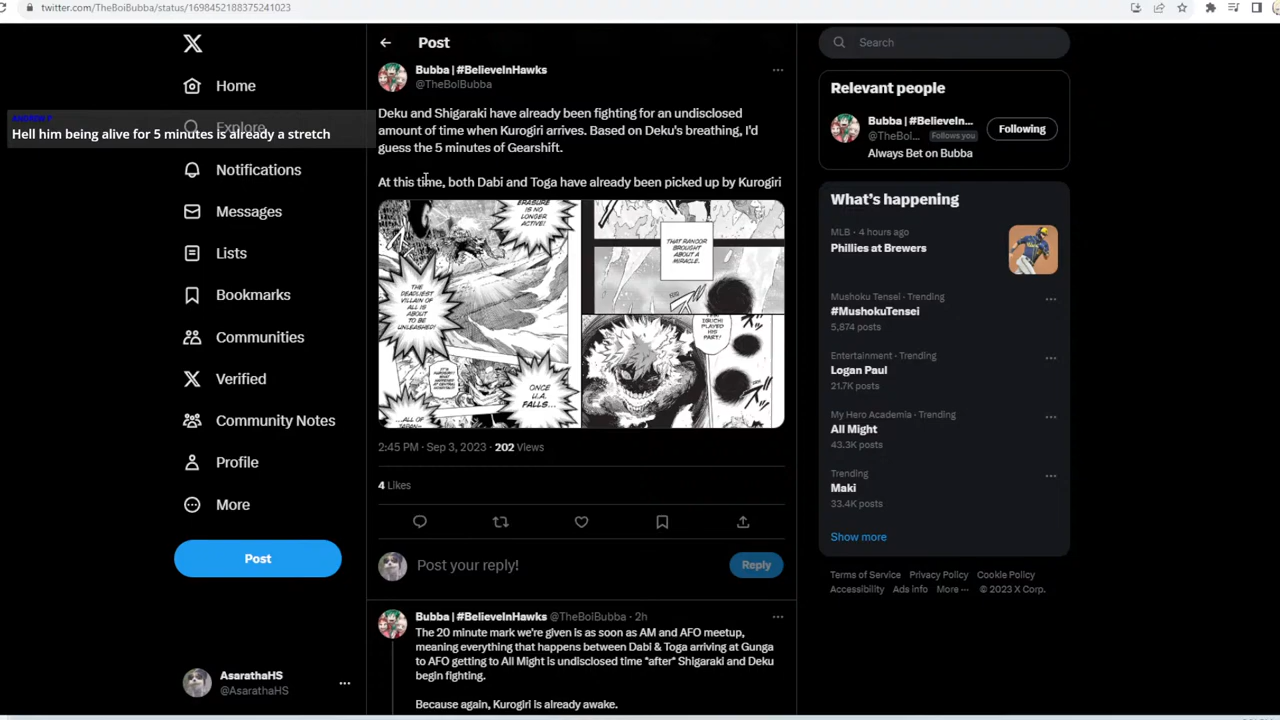 twitter.com/TheBoiBubba/status/1698452188375241023
Home
Explore
Notifications
Messages
Lists
Bookmarks
Communities
Verified
Community Notes
Profile
More
Post
AsarathaHS
@AsarathaHS
ANDREW F
Hell him being alive for 5 minutes is already a stretch
Post
Bubba | #BelieveInHawks
@TheBoiBubba
Deku and Shigaraki have already been fighting for an undisclosed
amount of time when Kurogiri arrives. Based on Deku's breathing, I'd
guess the 5 minutes of Gearshift.
At this time, both Dabi and Toga have already been picked up by Kurogiri
ERASURE
IS NO
LONGER
ACTIVE!
THE
DEADLIEST
VILLAIN OF
ALL IS
ABOUT
TO BE
UNLEASHED!
ONCE
U.A.
FALLS...
...ALL OF
THAT RANCOR
BROUGHT
ABOUT A
MIRACLE.
PLAYED
HIS
PART!
2:45 PM · Sep 3, 2023 · 202 Views
4 Likes
Post your reply!
Reply
Bubba | #BelieveInHawks @TheBoiBubba · 2h
The 20 minute mark we're given is as soon as AM and AFO meetup,
meaning everything that happens between Dabi & Toga arriving at Gunga
to AFO getting to All Might is undisclosed time *after* Shigaraki and Deku
begin fighting.
Because again, Kurogiri is already awake.
Search
Relevant people
Bubba | #BelieveIn...
@TheBoi...
Follows you
Following
Always Bet on Bubba
What's happening
MLB · 4 hours ago
Phillies at Brewers
Mushoku Tensei · Trending
#MushokuTensei
5,874 posts
Entertainment · Trending
Logan Paul
21.7K posts
My Hero Academia · Trending
All Might
43.3K posts
Trending
Maki
33.4K posts
Show more
Terms of Service Privacy Policy Cookie Policy
Accessibility Ads info More ··· © 2023 X Corp.